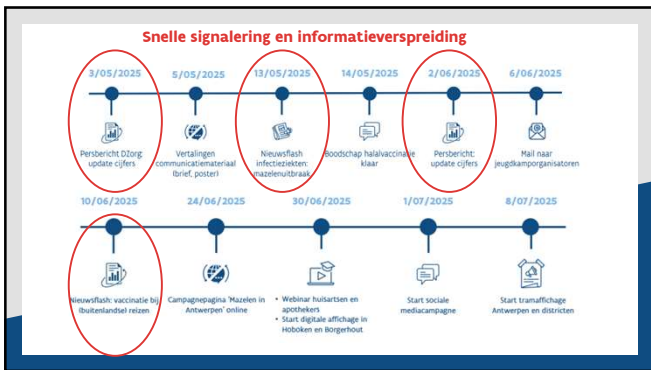 Snelle signalering en informatieverspreiding
3/05/2025
5/05/2025
13/05/2025
14/05/2025
2/06/2025
6/06/2025
Persbericht DZorg:
update cijfers
Vertalingen
communicatiemateriaal
(brief, poster)
Nieuwsflash
infectieziekten:
mazelenuitbraak
Boodschap halalvaccinatie
klaar
Persbericht:
update cijfers
Mail naar
jeugdkamporganisatoren
10/06/2025
24/06/2025
30/06/2025
1/07/2025
8/07/2025
Nieuwsflash: vaccinatie bij
(buitenlandse) reizen
Campagnepagina 'Mazelen in
Antwerpen' online
• Webinar huisartsen en
apothekers
• Start digitale affichage in
Hoboken en Borgerhout
Start sociale
mediacampagne
Start tramaffichage
Antwerpen en districten